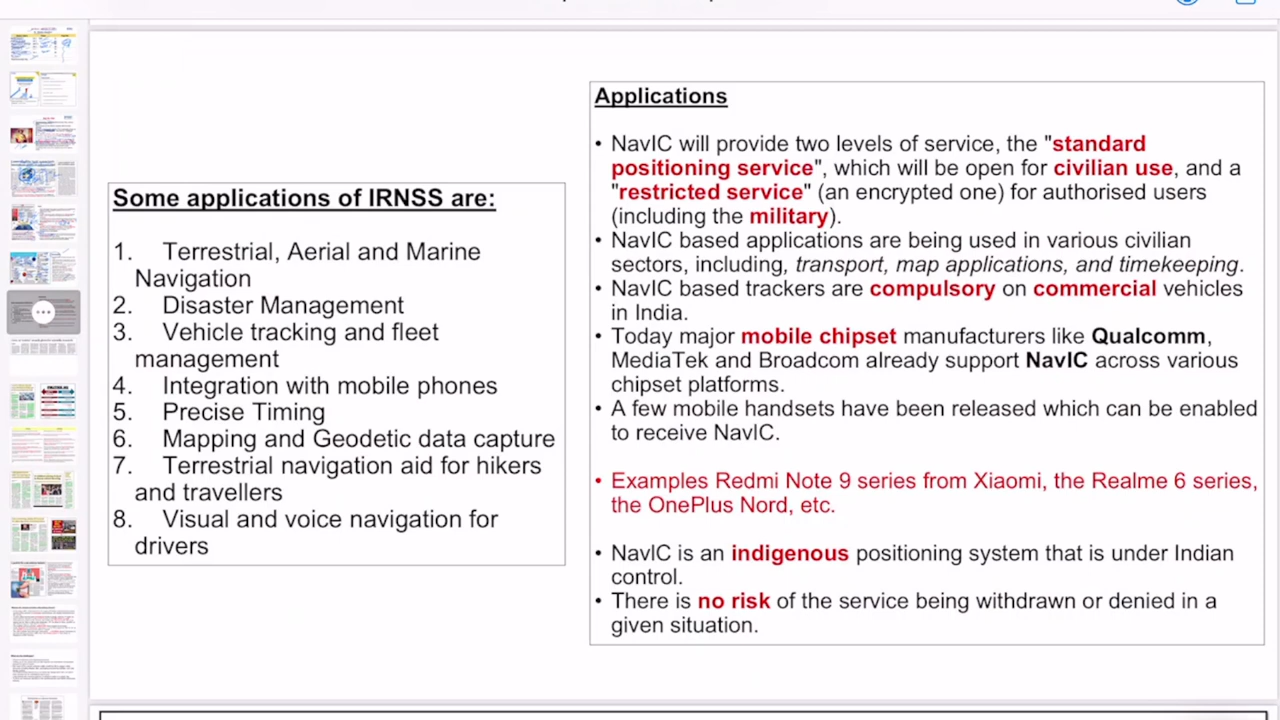 Some applications of IRNSS are:
1. Terrestrial, Aerial and Marine
Navigation
2. Disaster Management
3. Vehicle tracking and fleet
management
4. Integration with mobile phones
5. Precise Timing
6. Mapping and Geodetic data capture
7. Terrestrial navigation aid for hikers
and travellers
8. Visual and voice navigation for
drivers
Applications
• NavIC will provide two levels of service, the "standard
positioning service", which will be open for civilian use, and a
"restricted service" (an encrypted one) for authorised users
(including the military).
• NavIC based applications are being used in various civilian
sectors, including, transport, map applications, and timekeeping.
• NavIC based trackers are compulsory on commercial vehicles
in India.
• Today major mobile chipset manufacturers like Qualcomm,
MediaTek and Broadcom already support NavIC across various
chipset platforms.
• A few mobile handsets have been released which can be enabled
to receive NavIC.
• Examples Redmi Note 9 series from Xiaomi, the Realme 6 series,
the OnePlus Nord, etc.
• NavIC is an indigenous positioning system that is under Indian
control.
• There is no risk of the service being withdrawn or denied in a
given situation